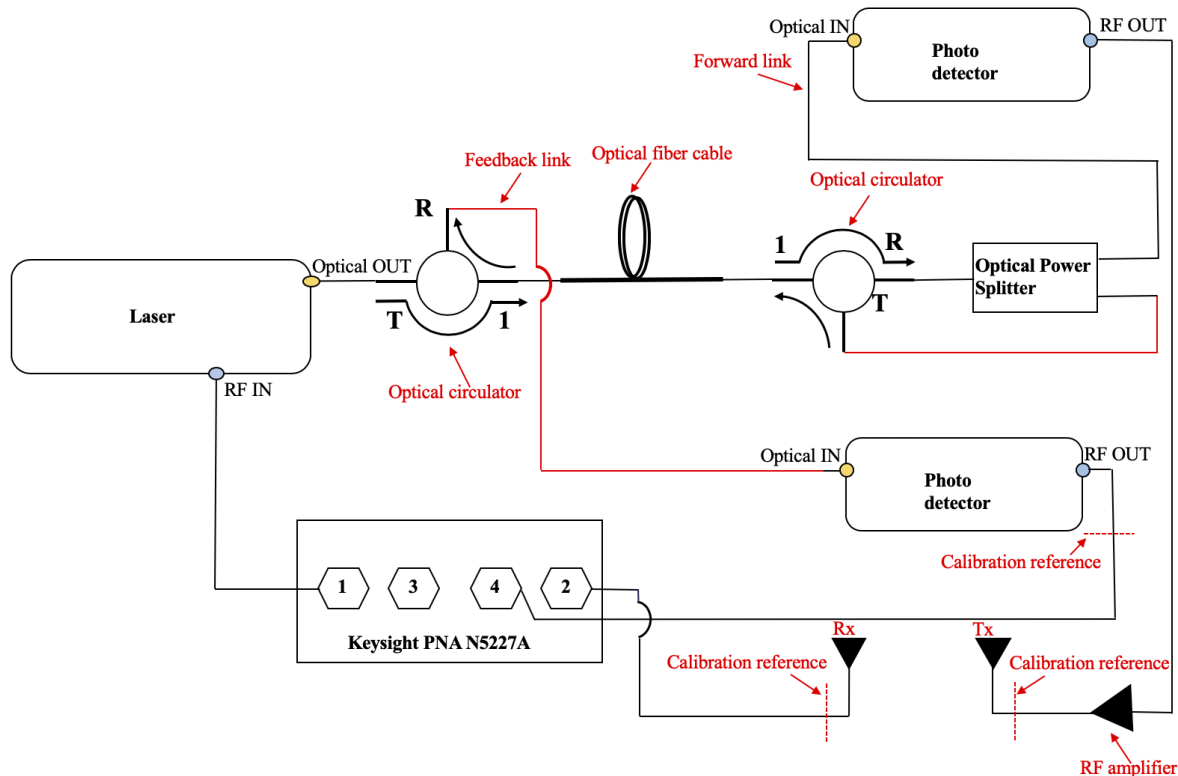 Optical IN
RF OUT
Photo
detector
Forward link
Feedback link
Optical fiber cable
Optical circulator
R
1
R
Optical OUT
Optical Power
Splitter
Laser
T
1
T
RF IN
Optical circulator
Optical IN
RF OUT
Photo
detector
Calibration reference
1
3
4
2
Keysight PNA N5227A
Rx
Tx
Calibration reference
Calibration reference
RF amplifier